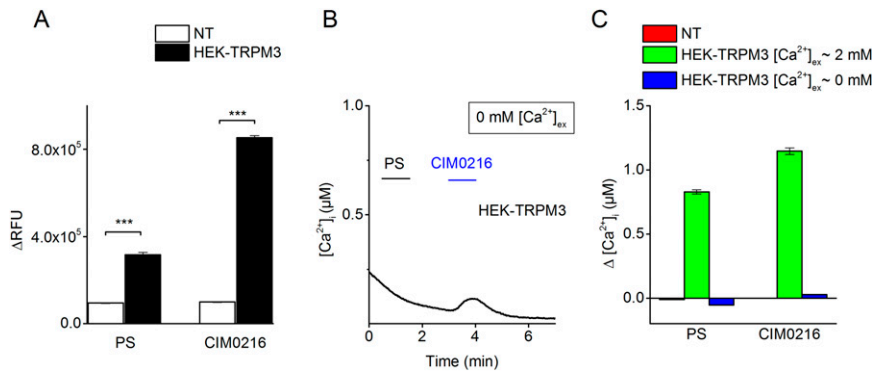 A
NT
HEK-TRPM3
ΔRFU
8.0x10⁵
4.0x10⁵
0.0
***
***
PS
CIM0216
B
1.0
0.5
0 mM [Ca²⁺]ₑₓ
PS
CIM0216
HEK-TRPM3
[Ca²⁺]ᵢ (µM)
0
2
4
6
Time (min)
C
NT
HEK-TRPM3 [Ca²⁺]ₑₓ~ 2 mM
HEK-TRPM3 [Ca²⁺]ₑₓ~ 0 mM
Δ [Ca²⁺]ᵢ (µM)
1.5
1.0
0.5
0.0
PS
CIM0216